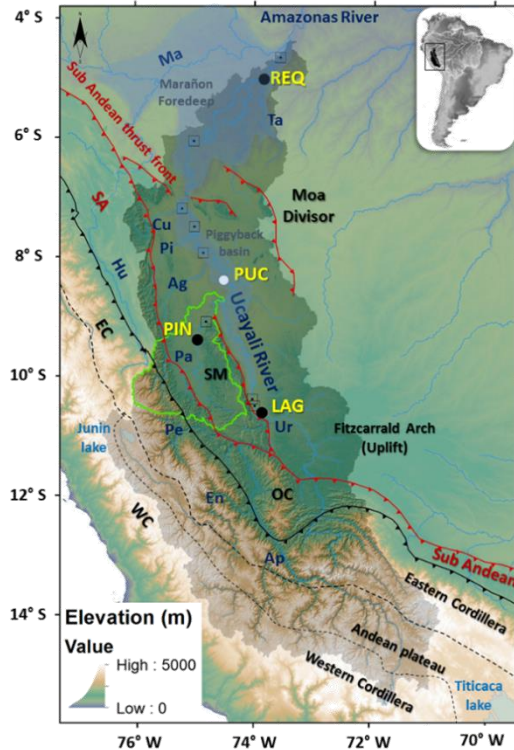 4° S
Amazonas River
Ma
REQ
Marañon
Foredeep
Ta
Sub Andean thrust front
6° S
SA
Moa
Divisor
Cu
Pi
Piggyback
basin
8° S
Hu
Ag
PUC
EC
PIN
Ucayali River
Pa
SM
10° S
LAG
Junin
lake
Pe
Ur
Fitzcarrald Arch
(Uplift)
En
OC
12° S
WC
Ap
Sub Andean
Eastern Cordillera
14° S
Elevation (m)
Value
High : 5000
Low : 0
Andean plateau
Western Cordillera
Titicaca
lake
76° W
74° W
72° W
70° W